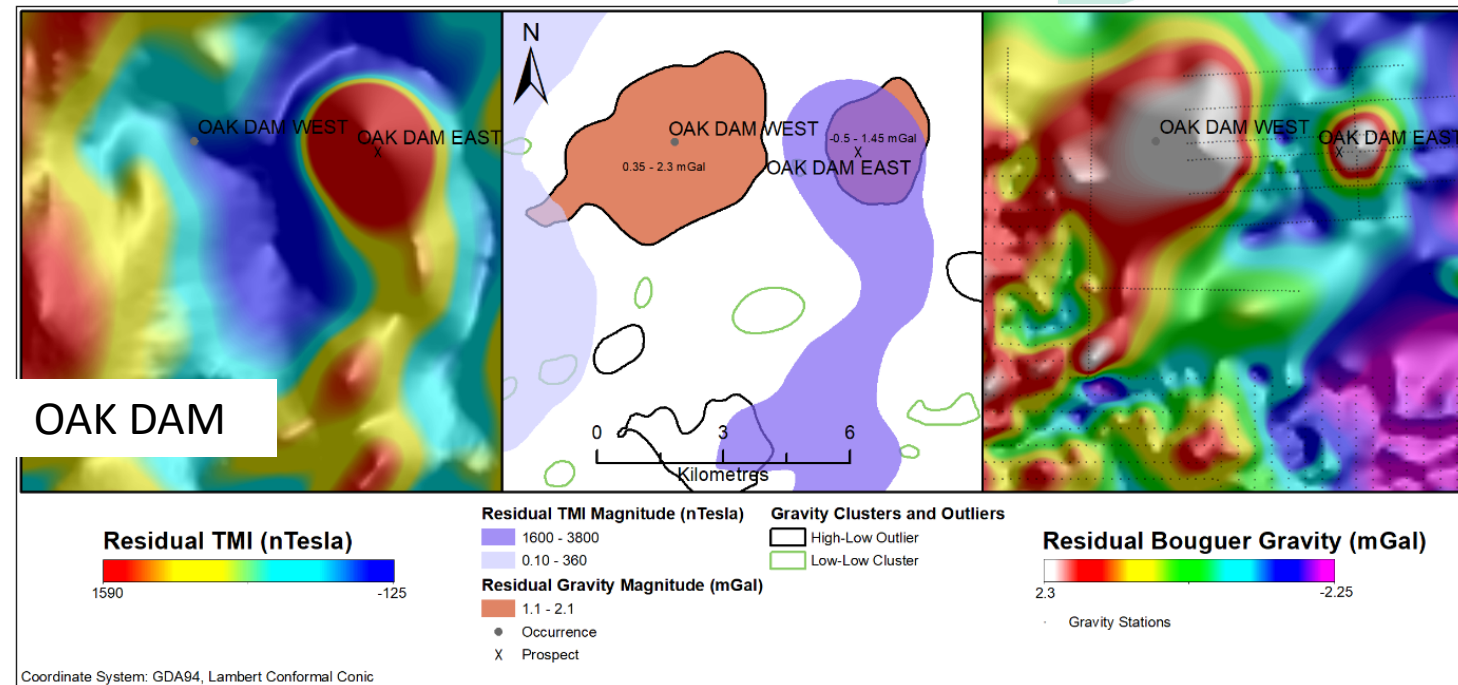 OAK DAM WEST
OAK DAM EAST
OAK DAM
N
OAK DAM WEST
-0.5 - 1.45 mGal
0.35 - 2.3 mGal
OAK DAM EAST
0 3 6
Kilometres
OAK DAM WEST
OAK DAM EAST
Residual TMI (nTesla)
1590 -125
Residual TMI Magnitude (nTesla)
1600 - 3800
0.10 - 360
Residual Gravity Magnitude (mGal)
1.1 - 2.1
Occurrence
X Prospect
Gravity Clusters and Outliers
High-Low Outlier
Low-Low Cluster
Residual Bouguer Gravity (mGal)
2.3 -2.25
Gravity Stations
Coordinate System: GDA94, Lambert Conformal Conic